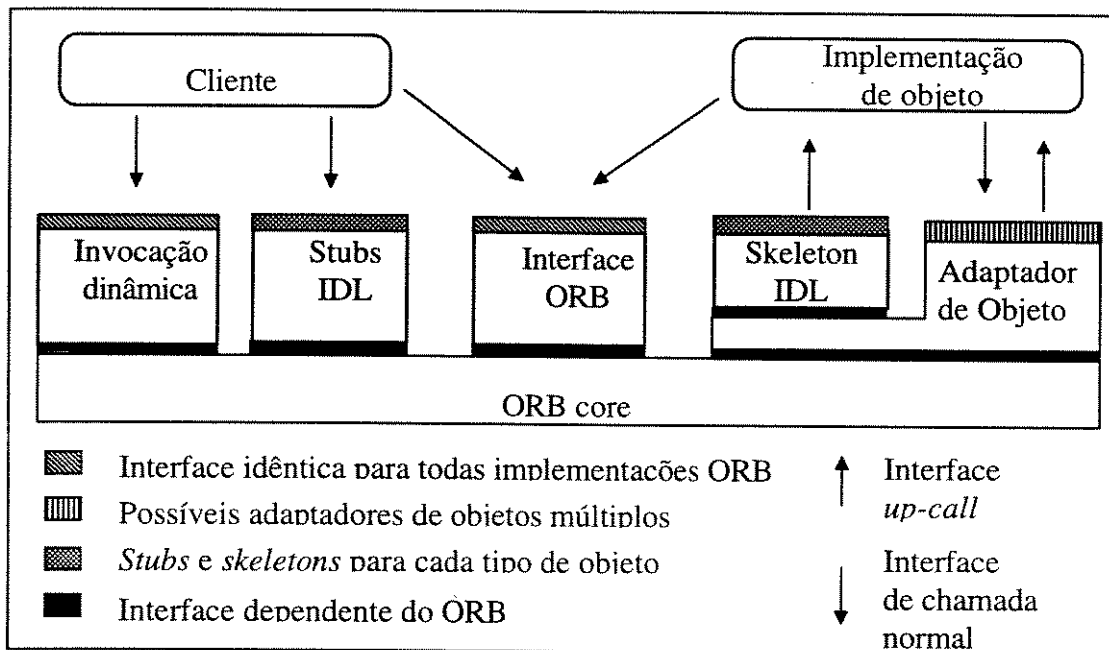 Cliente
Implementação
de objeto
Invocação
dinâmica
Stubs
IDL
Interface
ORB
Skeleton
IDL
Adaptador
de Objeto
ORB core
Interface idêntica para todas implementações ORB
Possíveis adaptadores de objetos múltiplos
Stubs e skeletons para cada tipo de objeto
Interface dependente do ORB
Interface
up-call
Interface
de chamada
normal